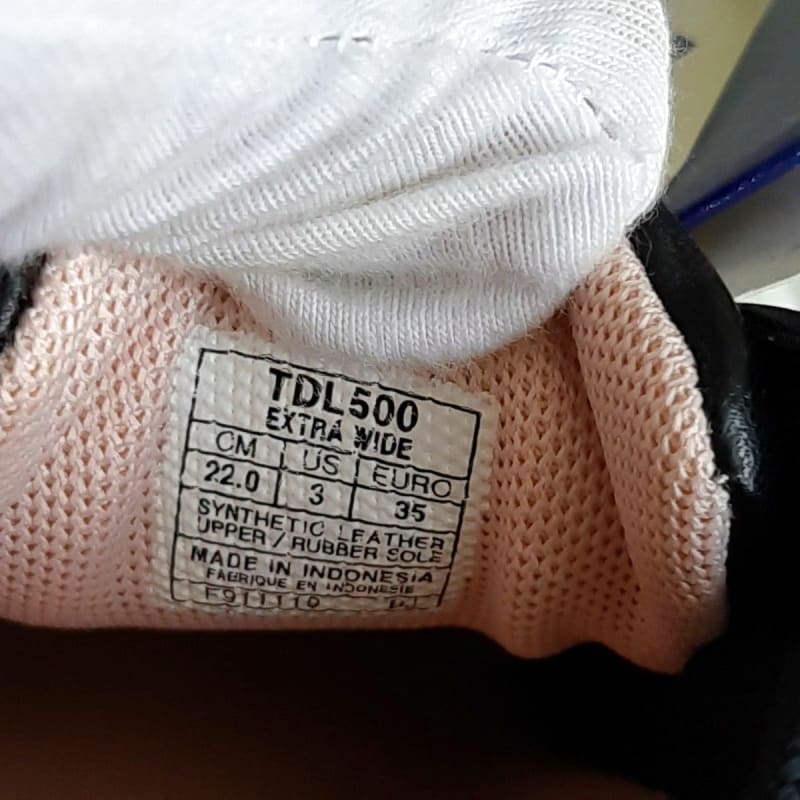 TDL500
EXTRA WIDE
CM US EURO
22.0 3 35
SYNTHETIC LEATHER
UPPER / RUBBER SOLE
MADE IN INDONESIA
FABRIQUE EN INDONESIE